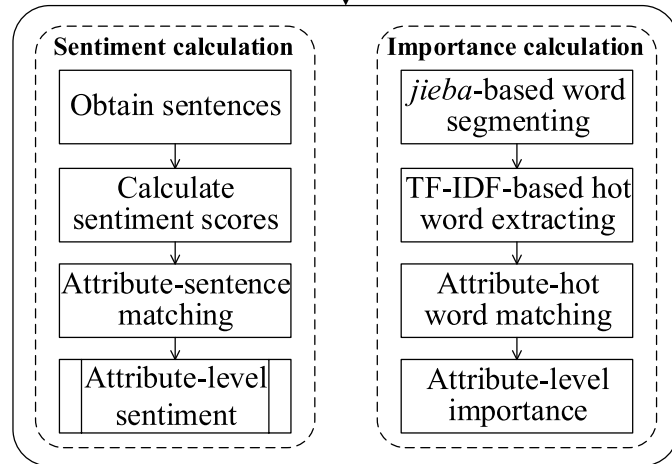 Sentiment calculation
Obtain sentences
Calculate
sentiment scores
Attribute-sentence
matching
Attribute-level
sentiment
Importance calculation
jieba-based word
segmenting
TF-IDF-based hot
word extracting
Attribute-hot
word matching
Attribute-level
importance